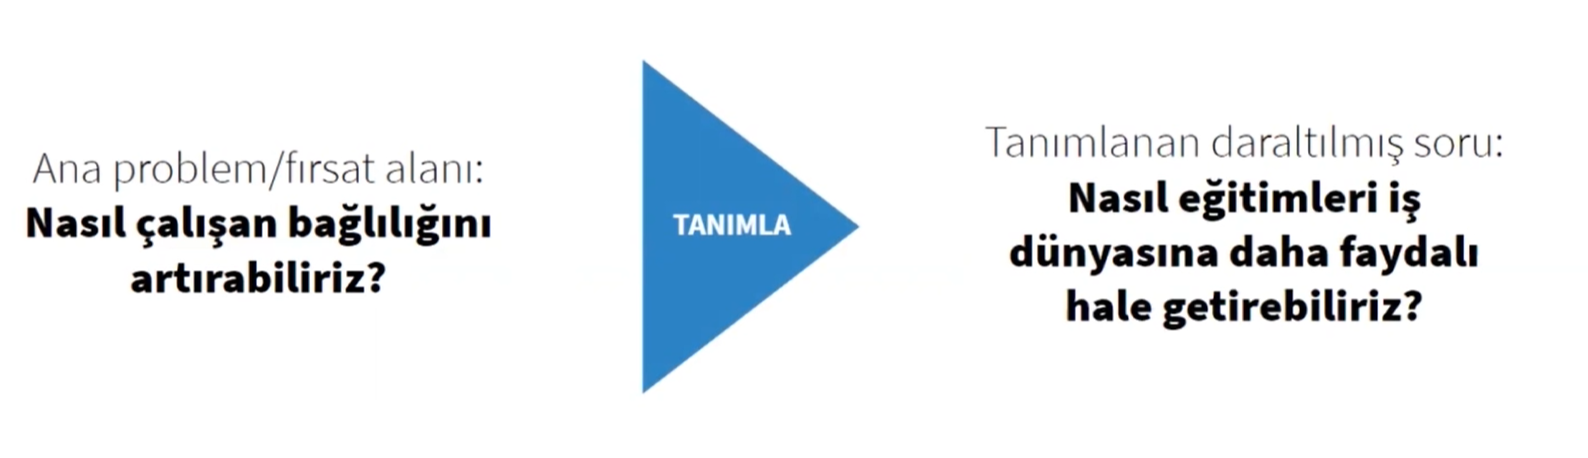 Ana problem/fırsat alanı:
Nasıl çalışan bağlılığını
artırabiliriz?
TANIMLA
Tanımlanan daraltılmış soru:
Nasıl eğitimleri iş
dünyasına daha faydalı
hale getirebiliriz?